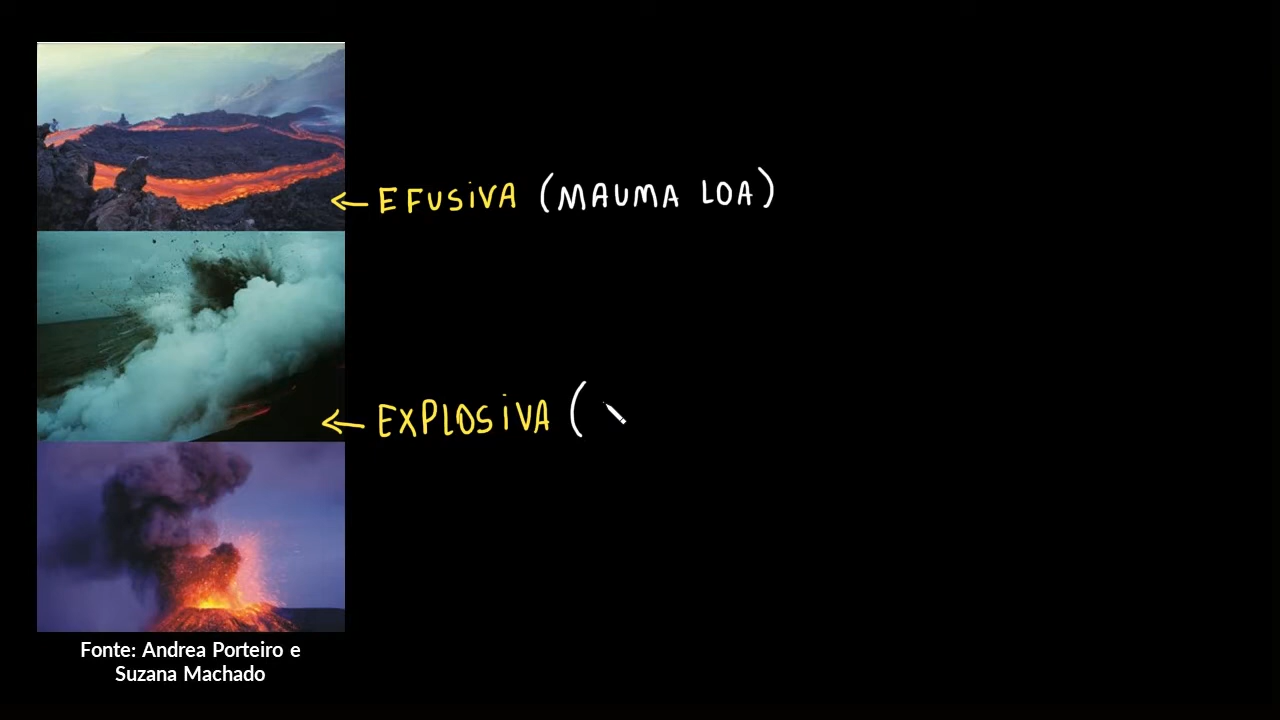 ← EFUSiVA (MAUMA LOA)
← EXPLOSiVA (
Fonte: Andrea Porteiro e
Suzana Machado